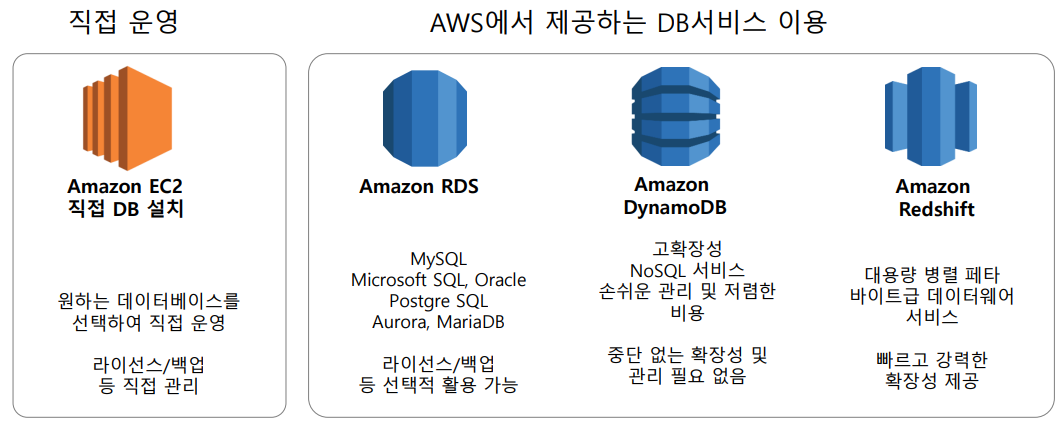 직접 운영
AWS에서 제공하는 DB서비스 이용
Amazon EC2
직접 DB 설치
원하는 데이터베이스를
선택하여 직접 운영
라이선스/백업
등 직접 관리
Amazon RDS
MySQL
Microsoft SQL, Oracle
Postgre SQL
Aurora, MariaDB
라이선스/백업
등 선택적 활용 가능
Amazon
DynamoDB
고확장성
NoSQL 서비스
손쉬운 관리 및 저렴한
비용
중단 없는 확장성 및
관리 필요 없음
Amazon
Redshift
대용량 병렬 페타
바이트급 데이터웨어
서비스
빠르고 강력한
확장성 제공